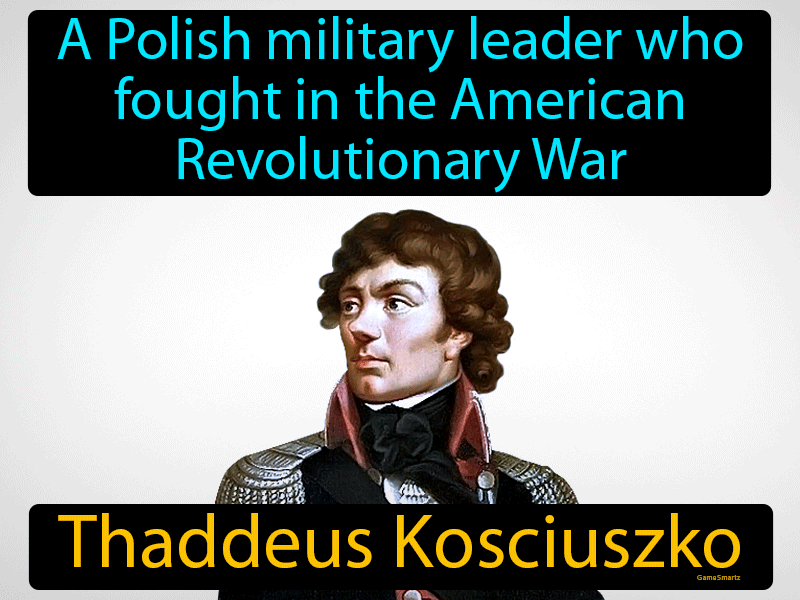 A Polish military leader who
fought in the American
Revolutionary War
Thaddeus Kosciuszko
GameSmartz